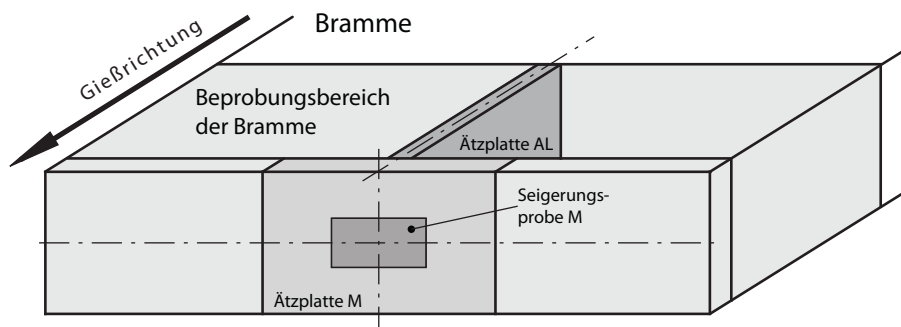 Bramme
Gießrichtung
Beprobungsbereich
der Bramme
Ätzplatte AL
Seigerungs-
probe M
Ätzplatte M